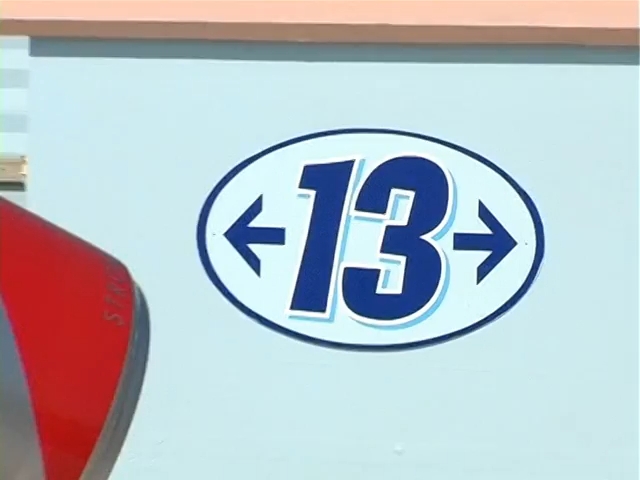 ← 13 →